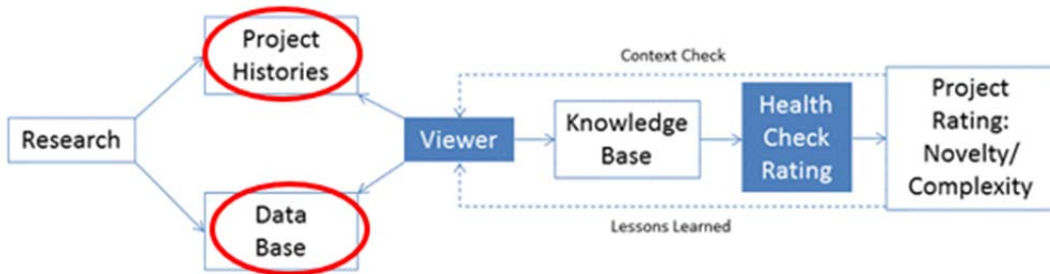 Project
Histories
Research
Data
Base
Viewer
Context Check
Knowledge
Base
Health
Check
Rating
Project
Rating:
Novelty/
Complexity
Lessons Learned